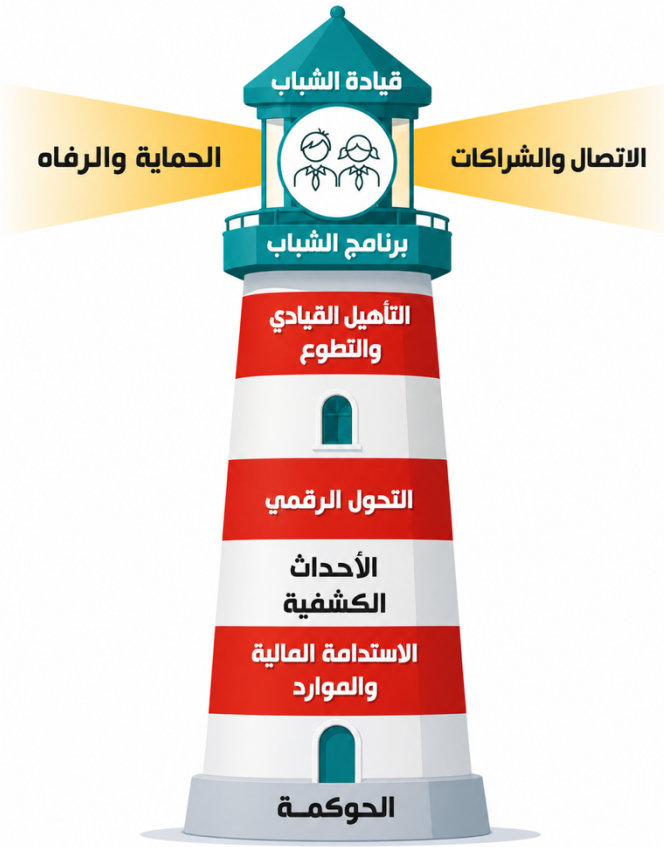 قيادة الشباب
الاتصال والشراكات
الحماية والرفاه
برنامج الشباب
التأهيل القيادي
والتطوع
التحول الرقمي
الأحداث
الكشفية
الاستدامة المالية
والموارد
الحوكمـة